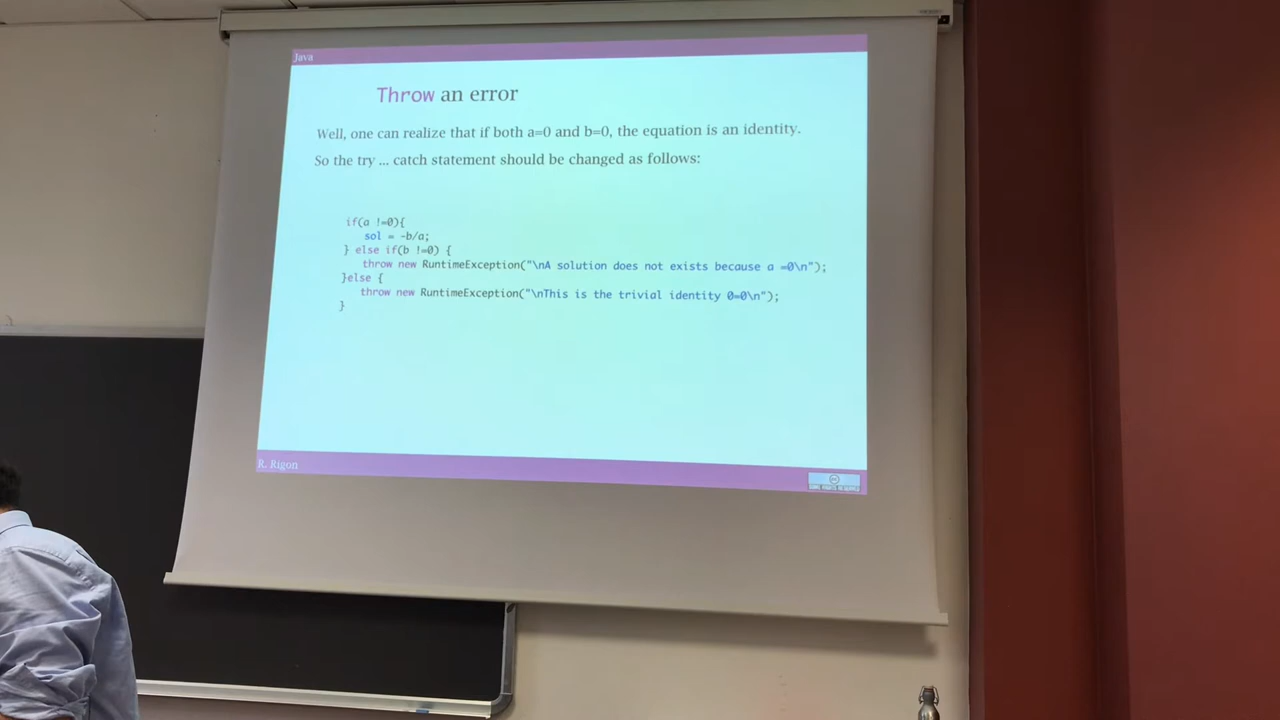 Java
Throw an error
Well, one can realize that if both a=0 and b=0, the equation is an identity.
So the try ... catch statement should be changed as follows:
if(a !=0){
sol = -b/a;
} else if(b !=0) {
throw new RuntimeException("\nA solution does not exists because a =0\n");
}else {
throw new RuntimeException("\nThis is the trivial identity 0=0\n");
}
R. Rigon